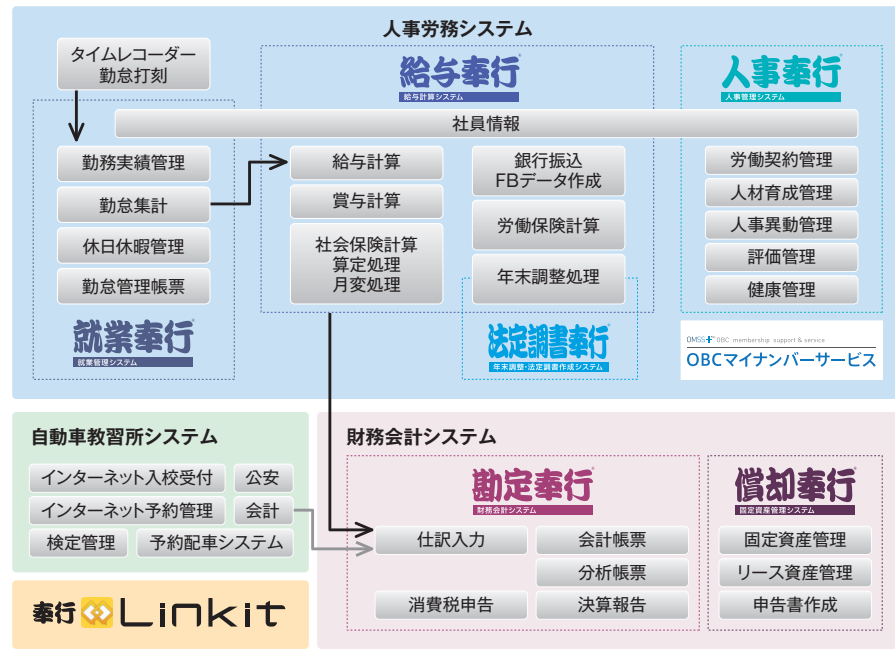 人事労務システム
タイムレコーダー
勤怠打刻
給与奉行
給与計算システム
人事奉行
人事管理システム
社員情報
勤務実績管理
勤怠集計
休日休暇管理
勤怠管理帳票
就業奉行
就業管理システム
給与計算
賞与計算
社会保険計算
算定処理
月変処理
銀行振込
FBデータ作成
労働保険計算
年末調整処理
法定調書奉行
年末調整・法定調書作成システム
労働契約管理
人材育成管理
人事異動管理
評価管理
健康管理
OMSS+ OBC membership support & service
OBCマイナンバーサービス
自動車教習所システム
インターネット入校受付
公安
インターネット予約管理
会計
検定管理
予約配車システム
奉行 Linkit
財務会計システム
勘定奉行
財務会計システム
仕訳入力
会計帳票
分析帳票
消費税申告
決算報告
償却奉行
固定資産管理システム
固定資産管理
リース資産管理
申告書作成